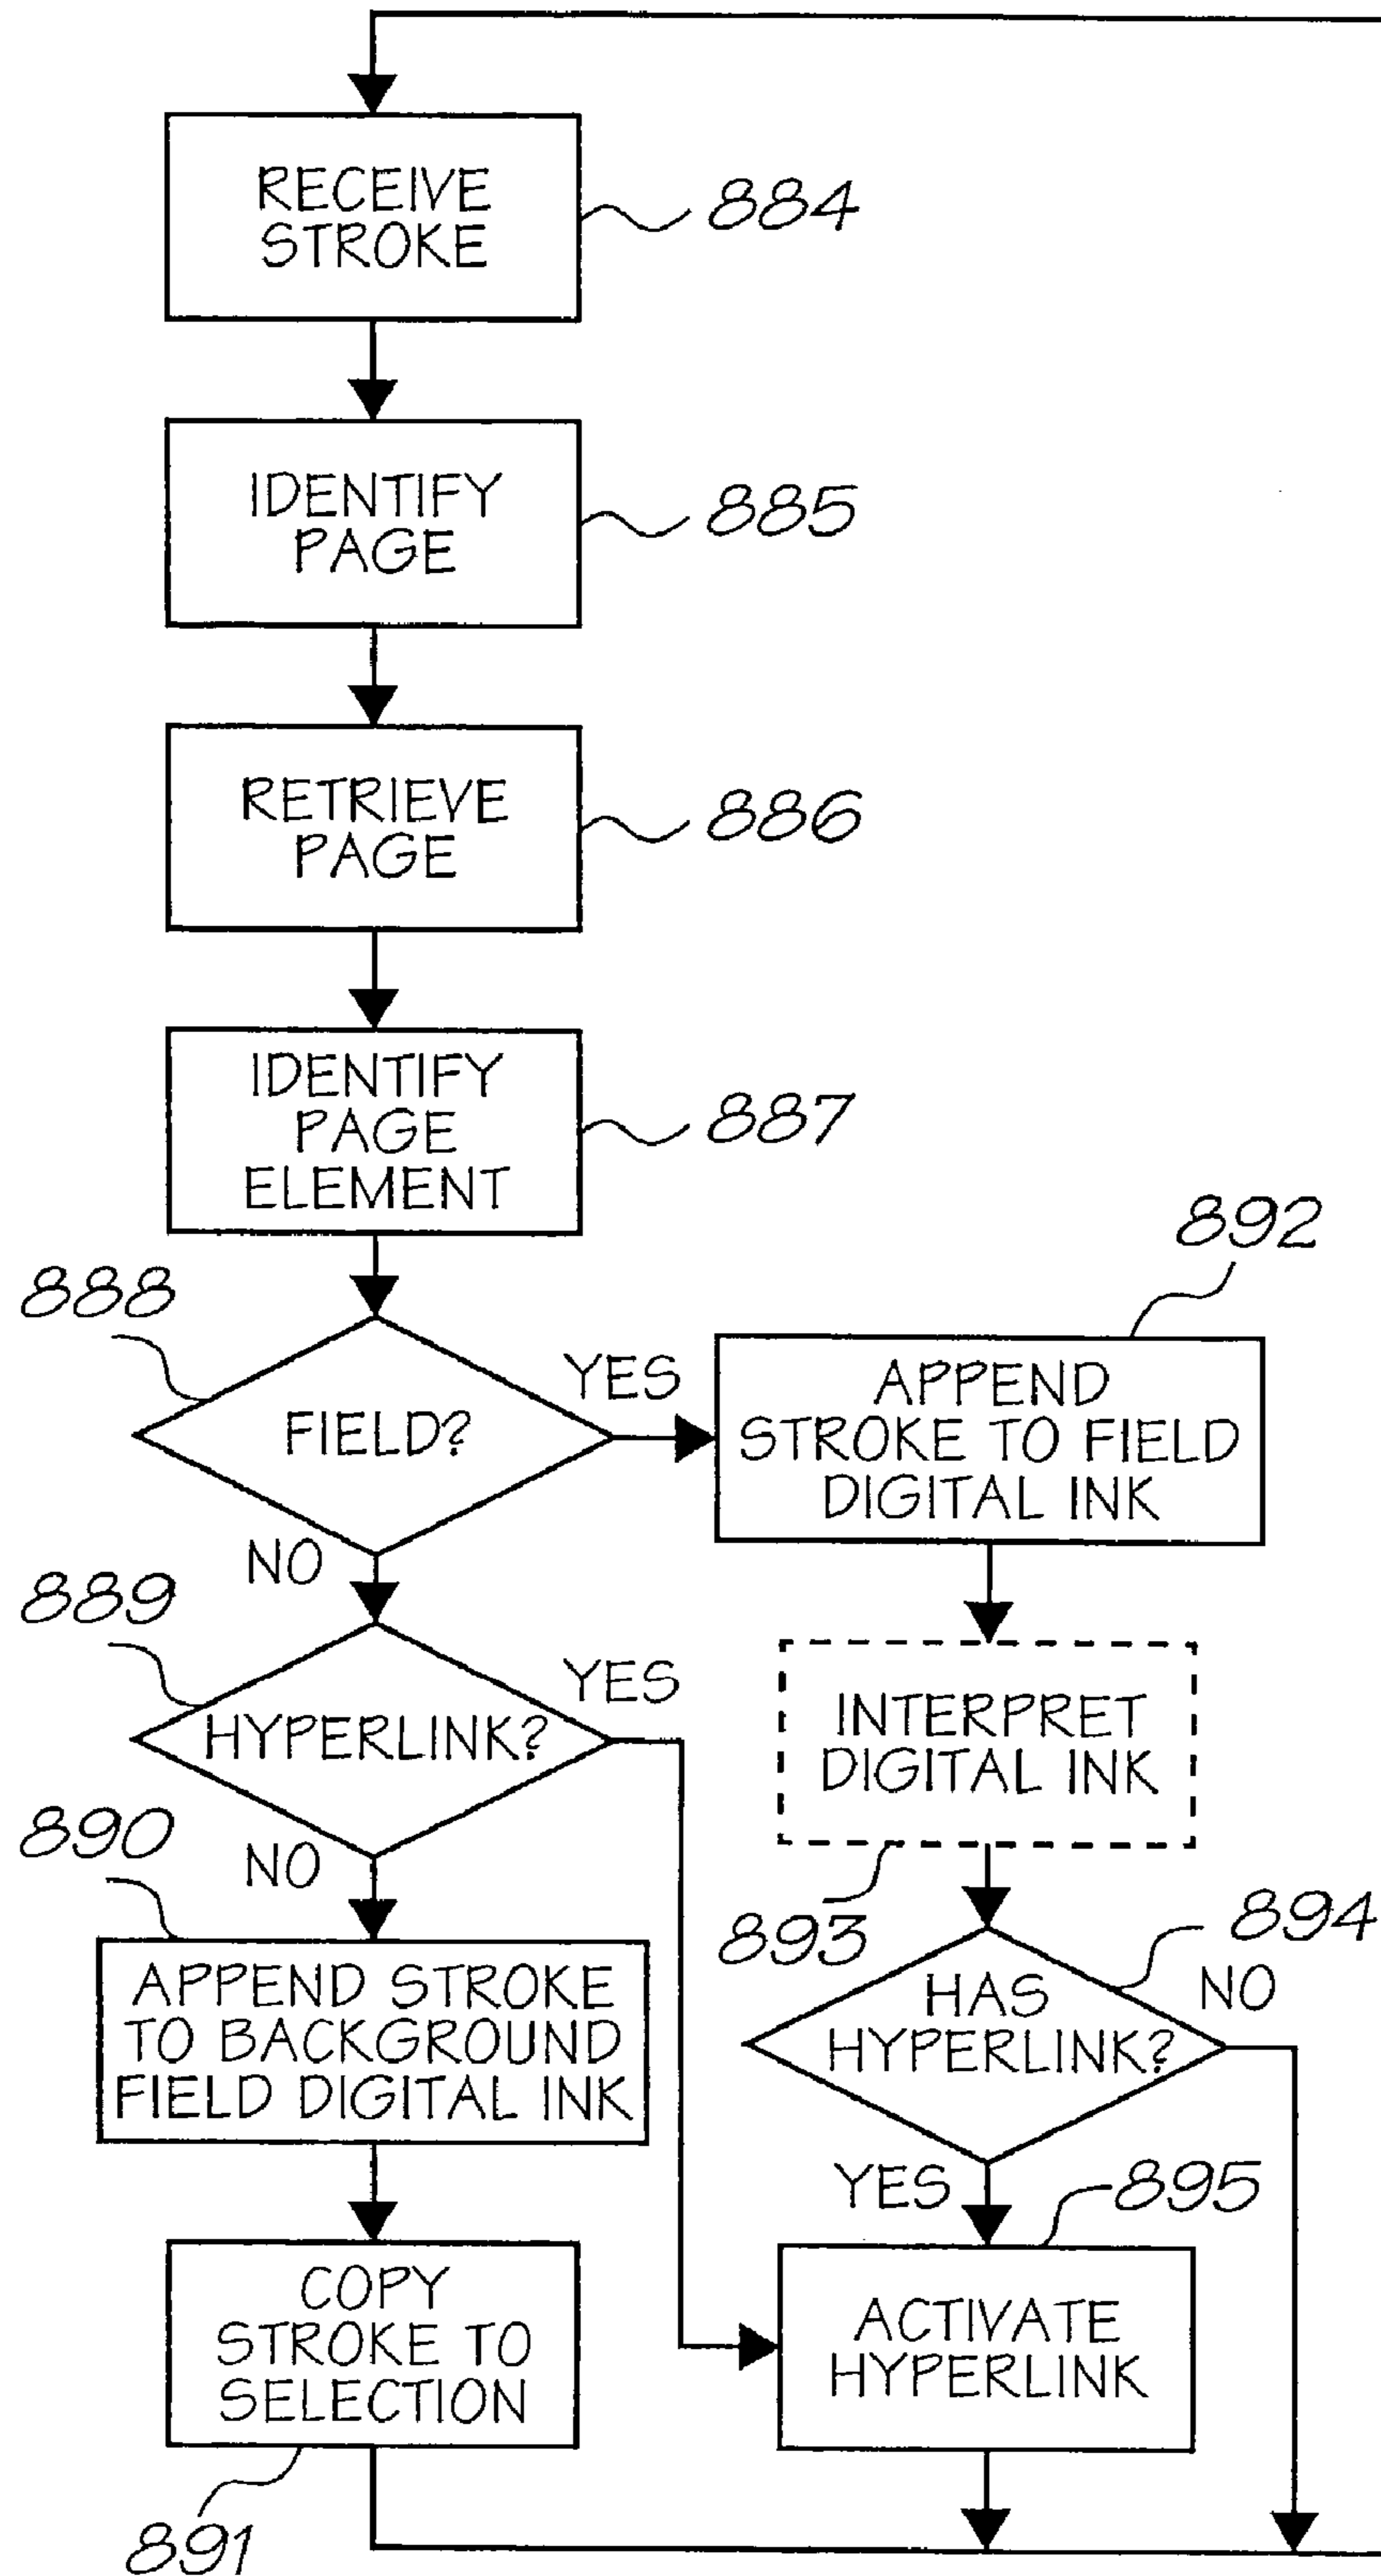 RECEIVE
STROKE
884
IDENTIFY
PAGE
885
RETRIEVE
PAGE
886
IDENTIFY
PAGE
ELEMENT
887
888
FIELD?
YES
NO
892
APPEND
STROKE TO FIELD
DIGITAL INK
889
HYPERLINK?
YES
NO
INTERPRET
DIGITAL INK
893
890
APPEND STROKE
TO BACKGROUND
FIELD DIGITAL INK
894
HAS
HYPERLINK?
NO
YES
895
COPY
STROKE TO
SELECTION
891
ACTIVATE
HYPERLINK